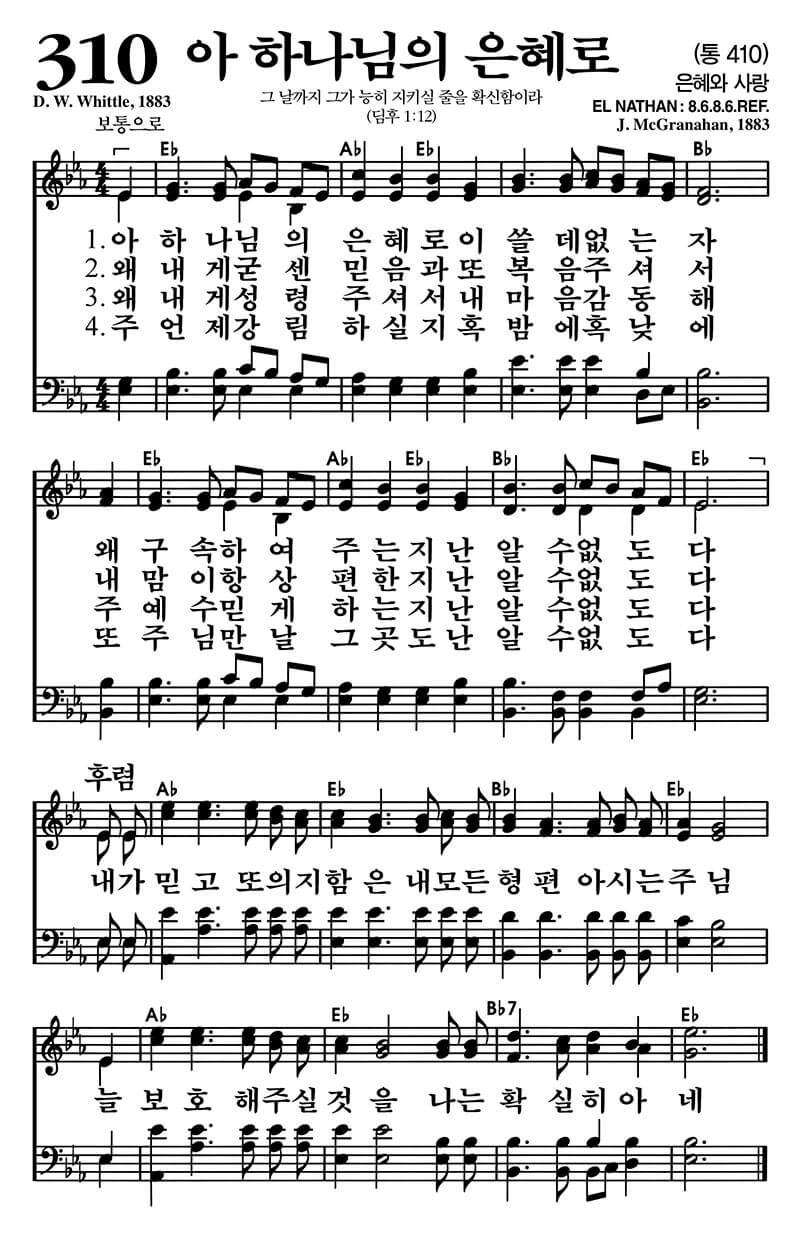 310 아 하나님의 은혜로 (통 410)
은혜와 사랑
D. W. Whittle, 1883 그 날까지 그가 능히 지키실 줄을 확신함이라 EL NATHAN : 8.6.8.6.REF.
보통으로 (딤후 1:12) J. McGranahan, 1883
Eb Ab Eb Bb
4 4
1. 아 하 나님 의 은 혜 로 이 쓸 데없 는 자
2. 왜 내 게굳 센 믿 음 과 또 복 음주 셔 서
3. 왜 내 게성 령 주 셔 서 내 마 음감 동 해
4. 주 언 제강 림 하 실 지 혹 밤 에혹 낮 에
4 4
Eb Ab Eb Bb Eb
왜 구 속하 여 주 는 지 난 알 수없 도 다
내 맘 이항 상 편 한 지 난 알 수없 도 다
주 예 수믿 게 하 는 지 난 알 수없 도 다
또 주 님만 날 그 곳 도 난 알 수없 도 다
후렴
Ab Eb Bb Eb
내가 믿 고 또의지함 은 내모든 형 편 아시는주 님
Ab Eb Bb7 Eb
늘 보 호 해주실 것 을 나는 확 실히 아 네